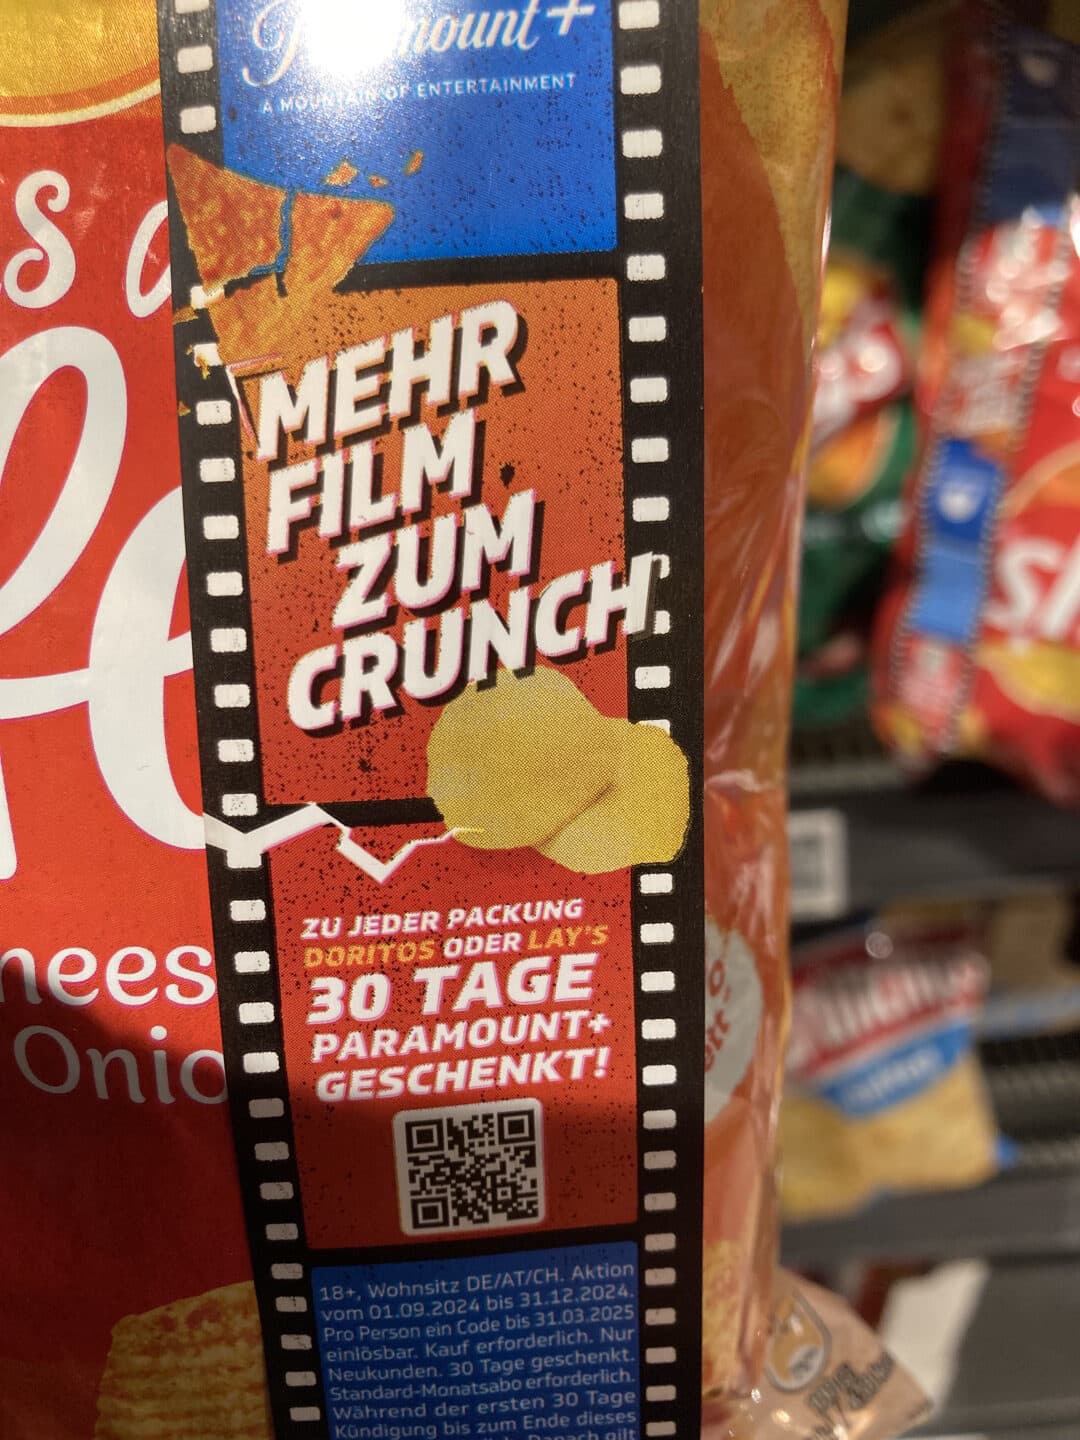 Paramount+
A MOUNTAIN OF ENTERTAINMENT
MEHR
FILM
ZUM
CRUNCH
ZU JEDER PACKUNG
DORITOS ODER LAY'S
30 TAGE
PARAMOUNT+
GESCHENKT!
18+, Wohnsitz DE/AT/CH. Aktion
vom 01.09.2024 bis 31.12.2024.
Pro Person ein Code bis 31.03.2025
einlösbar. Kauf erforderlich. Nur
Neukunden. 30 Tage geschenkt.
Standard-Monatsabo erforderlich.
Während der ersten 30 Tage
Kündigung bis zum Ende dieses
Danach gilt